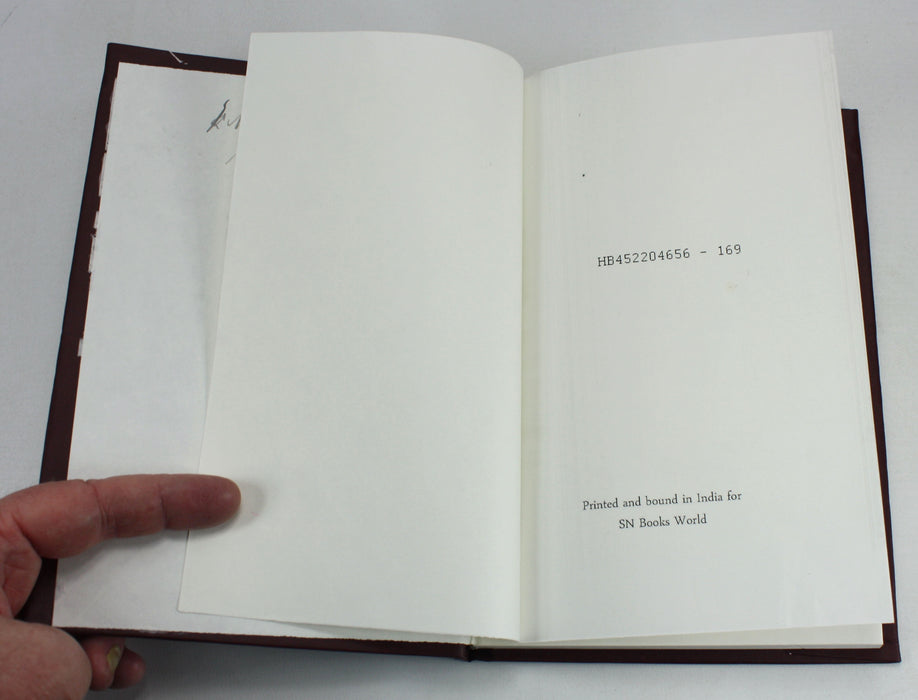 HB452204656 - 169
Printed and bound in India for
SN Books World